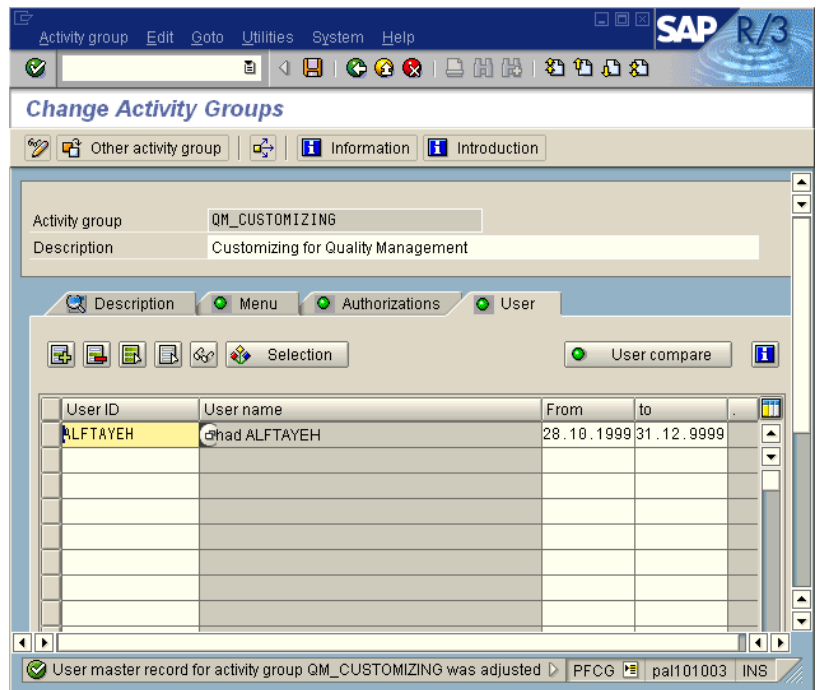 Activity group Edit Goto Utilities System Help
SAP R/3
Change Activity Groups
Other activity group Information Introduction
Activity group QM_CUSTOMIZING
Description Customizing for Quality Management
Description Menu Authorizations User
Selection User compare
User ID User name From to .
ALFTAYEH ALFTAYEH 28.10.1999 31.12.9999
User master record for activity group QM_CUSTOMIZING was adjusted PFCG pal101003 INS